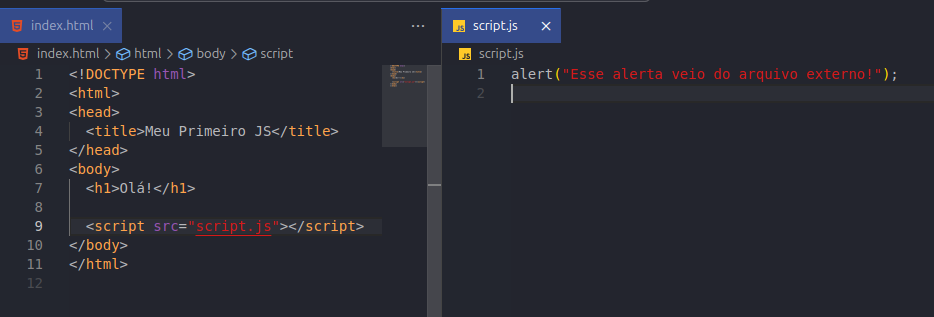 index.html
index.html > html > body > script
1 <!DOCTYPE html>
2 <html>
3 <head>
4 <title>Meu Primeiro JS</title>
5 </head>
6 <body>
7 <h1>Olá!</h1>
8
9 <script src="script.js"></script>
10 </body>
11 </html>
12
JS script.js
JS script.js
1 alert("Esse alerta veio do arquivo externo!");
2